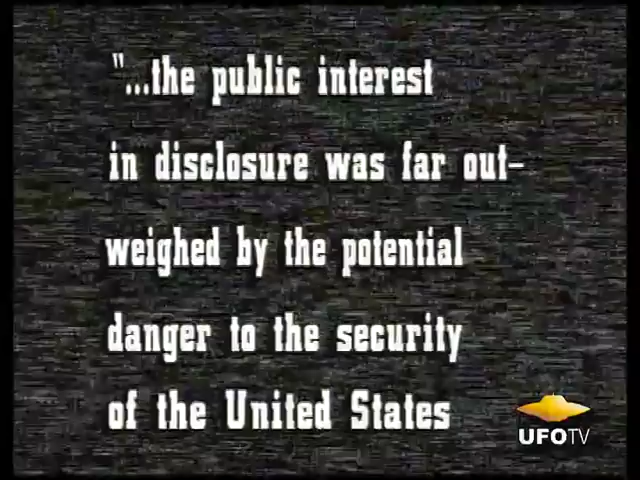 "...the public interest
in disclosure was far out-
weighed by the potential
danger to the security
of the United States
UFOTV